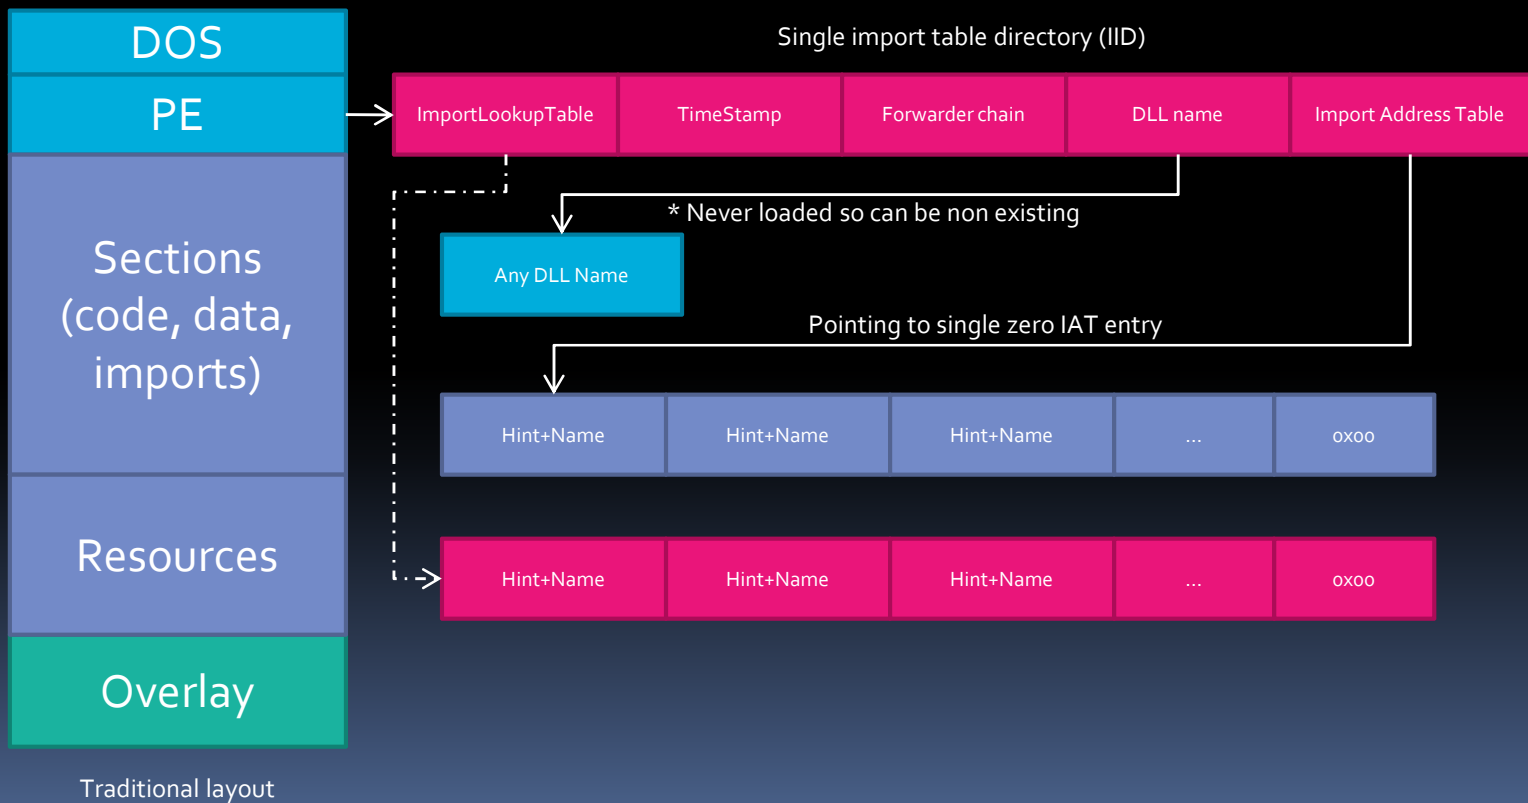 DOS
PE
Sections
(code, data,
imports)
Resources
Overlay
Traditional layout
Single import table directory (IID)
ImportLookupTable
TimeStamp
Forwarder chain
DLL name
Import Address Table
* Never loaded so can be non existing
Any DLL Name
Pointing to single zero IAT entry
Hint+Name
Hint+Name
Hint+Name
...
0x00
Hint+Name
Hint+Name
Hint+Name
...
0x00